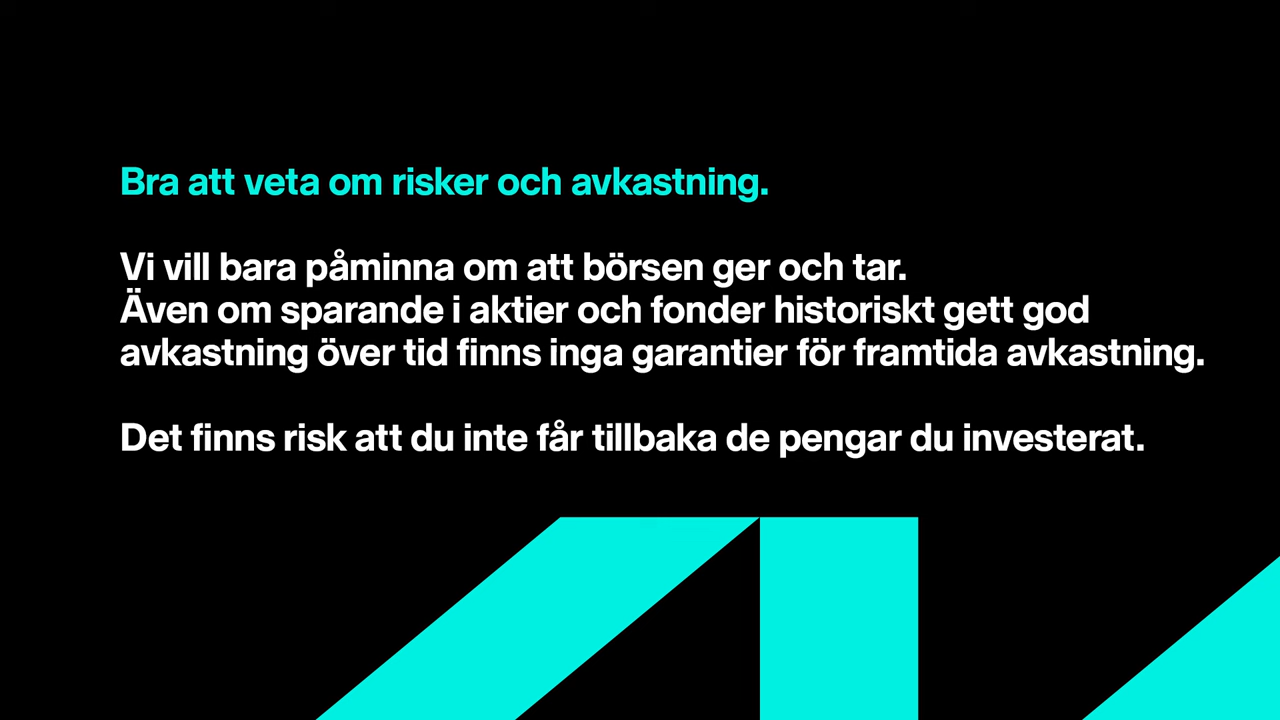 Bra att veta om risker och avkastning.
Vi vill bara påminna om att börsen ger och tar.
Även om sparande i aktier och fonder historiskt gett god
avkastning över tid finns inga garantier för framtida avkastning.
Det finns risk att du inte får tillbaka de pengar du investerat.